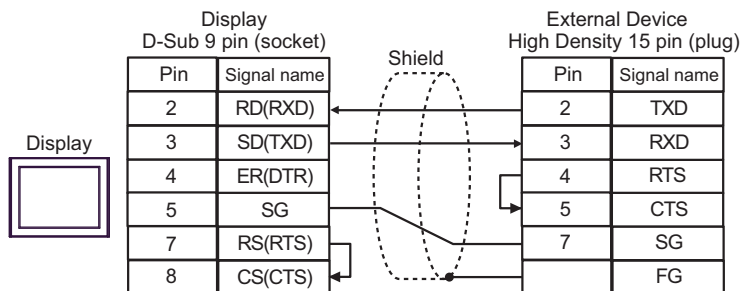 Display
D-Sub 9 pin (socket)
External Device
High Density 15 pin (plug)
Shield
Pin Signal name
Pin Signal name
2 RD(RXD)
2 TXD
Display
3 SD(TXD)
3 RXD
4 ER(DTR)
4 RTS
5 SG
5 CTS
7 RS(RTS)
7 SG
8 CS(CTS)
FG